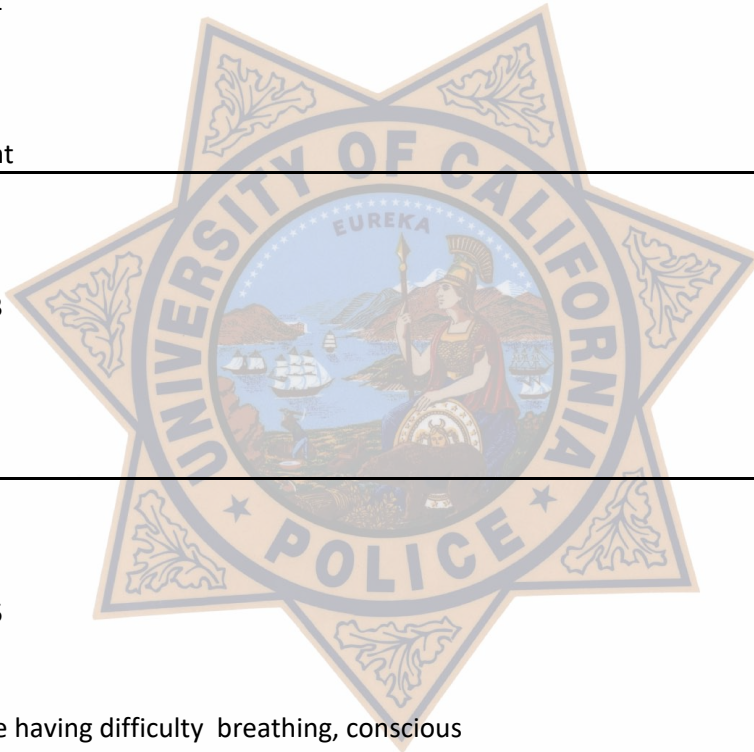 nt
EUREKA
UNIVERSITY OF CALIFORNIA
POLICE
e having difficulty  breathing, conscious